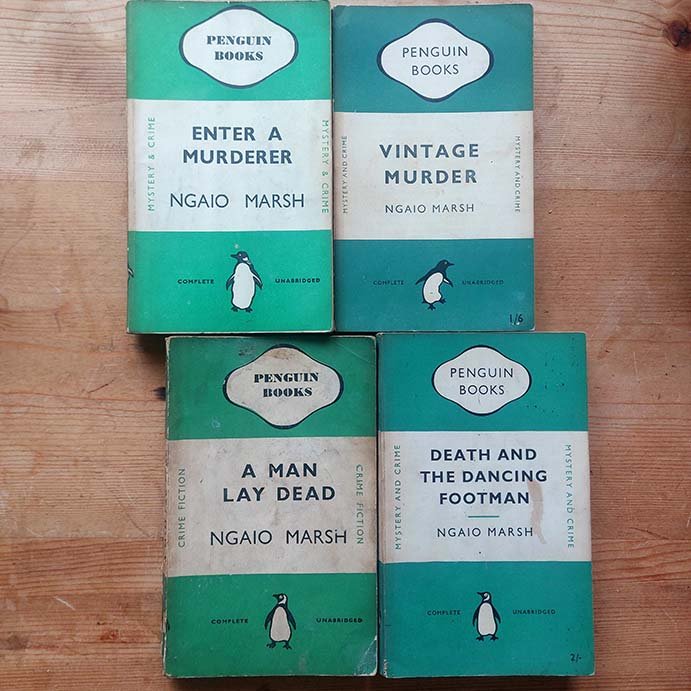 PENGUIN
BOOKS
MYSTERY & CRIME
ENTER A
MURDERER
NGAIO MARSH
MYSTERY & CRIME
COMPLETE UNABRIDGED
PENGUIN
BOOKS
MYSTERY AND CRIME
VINTAGE
MURDER
NGAIO MARSH
MYSTERY AND CRIME
COMPLETE UNABRIDGED
1/6
PENGUIN
BOOKS
CRIME FICTION
A MAN
LAY DEAD
NGAIO MARSH
CRIME FICTION
COMPLETE UNABRIDGED
PENGUIN
BOOKS
MYSTERY AND CRIME
DEATH AND
THE DANCING
FOOTMAN
NGAIO MARSH
MYSTERY AND CRIME
COMPLETE UNABRIDGED
2/-